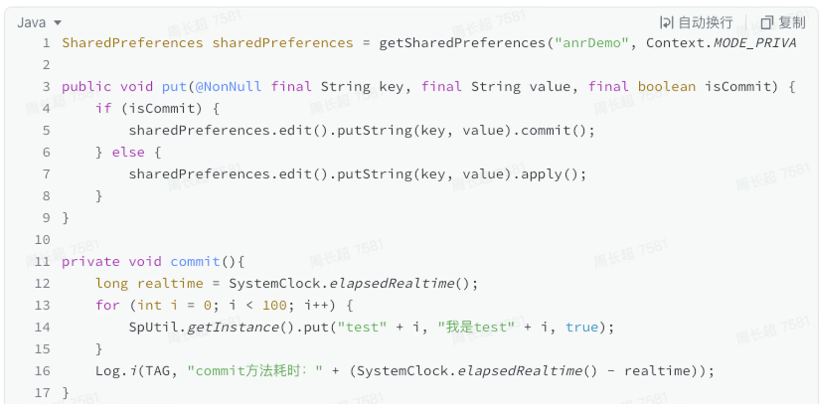 Java 自动换行 复制
1 SharedPreferences sharedPreferences = getSharedPreferences("anrDemo", Context.MODE_PRIVA
2
3 public void put(@NonNull final String key, final String value, final boolean isCommit) {
4     if (isCommit) {
5         sharedPreferences.edit().putString(key, value).commit();
6     } else {
7         sharedPreferences.edit().putString(key, value).apply();
8     }
9 }
10
11 private void commit(){
12     long realtime = SystemClock.elapsedRealtime();
13     for (int i = 0; i < 100; i++) {
14         SpUtil.getInstance().put("test" + i, "我是test" + i, true);
15     }
16     Log.i(TAG, "commit方法耗时: " + (SystemClock.elapsedRealtime() - realtime));
17 }
周长超 7581